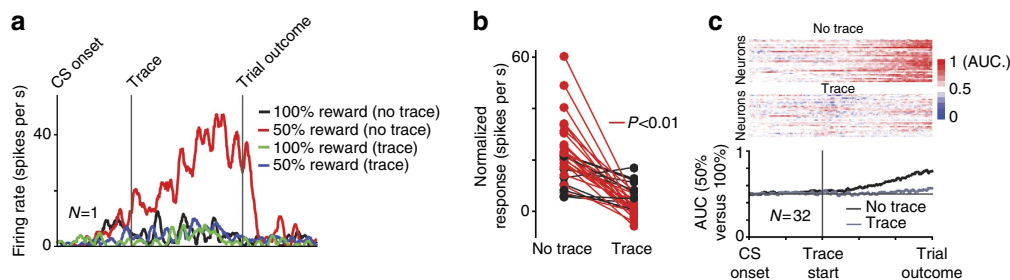 a
CS onset
Trace
Trial outcome
Firing rate (spikes per s)
40
0
N=1
100% reward (no trace)
50% reward (no trace)
100% reward (trace)
50% reward (trace)
b
Normalized
response (spikes per s)
60
0
P<0.01
No trace
Trace
c
No trace
Neurons
Trace
Neurons
1 (AUC.)
0.5
0
AUC (50%
versus 100%)
1
0.5
0
N=32
No trace
Trace
CS
onset
Trace
start
Trial
outcome